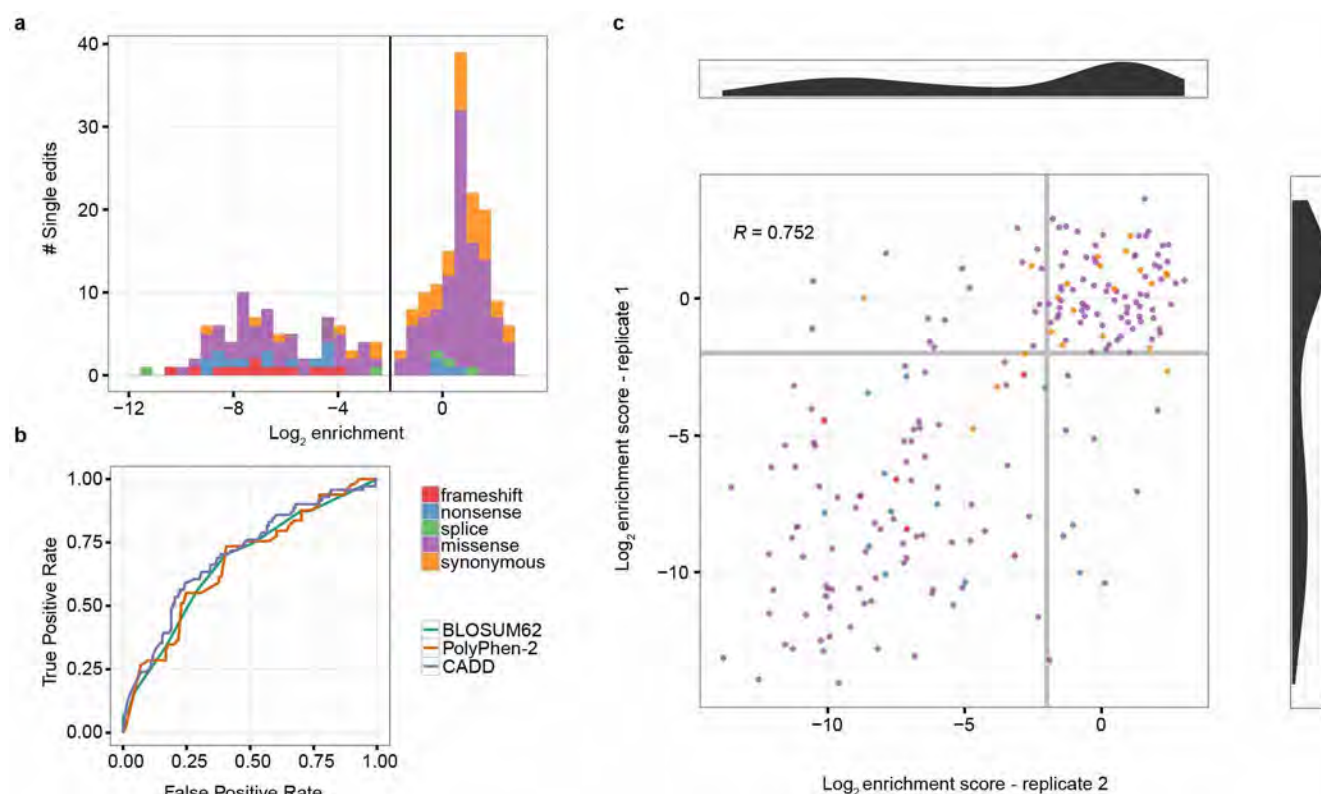 a
# Single edits
40
30
20
10
0
−12
−8
−4
0
Log2 enrichment
b
True Positive Rate
1.00
0.75
0.50
0.25
0.00
0.00
0.25
0.50
0.75
1.00
False Positive Rate
frameshift
nonsense
splice
missense
synonymous
BLOSUM62
PolyPhen-2
CADD
c
R = 0.752
Log2 enrichment score - replicate 1
0
−5
−10
−10
−5
0
Log2 enrichment score - replicate 2